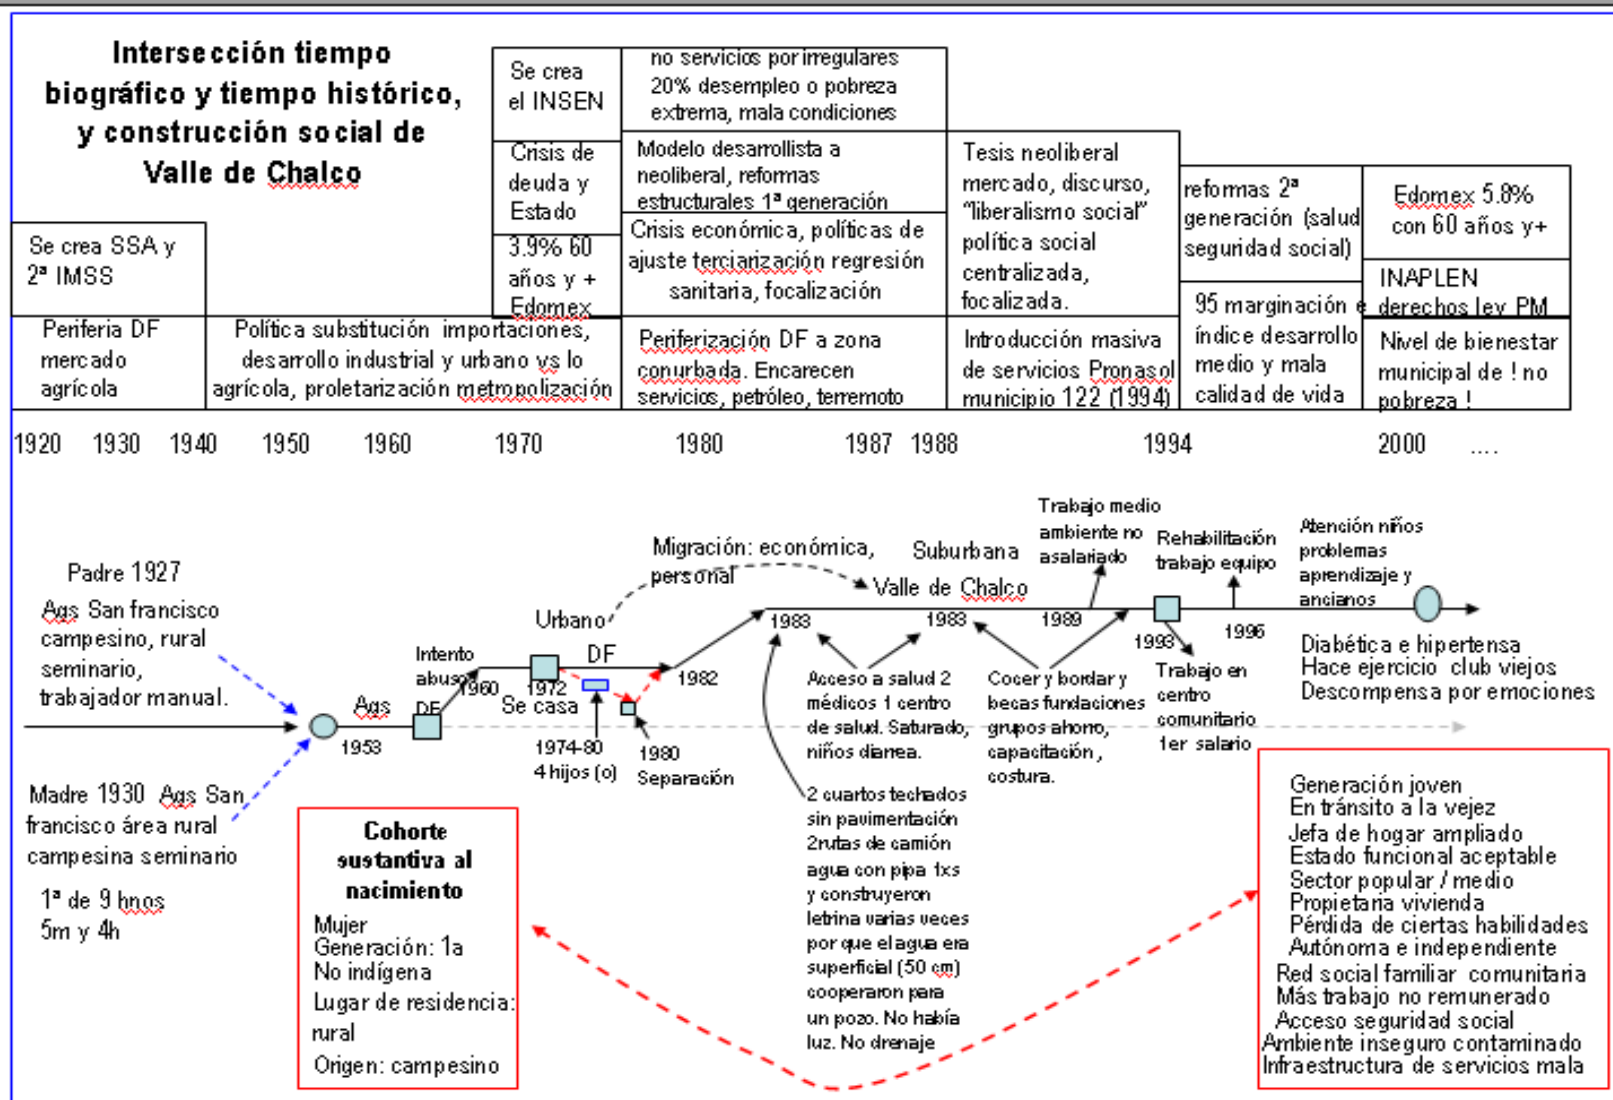 Intersección tiempo
biográfico y tiempo histórico,
y construcción social de
Valle de Chalco
Se crea SSA y
2ª IMSS
Periferia DF
mercado
agrícola
Política substitución importaciones,
desarrollo industrial y urbano vs lo
agrícola, proletarización metropolización
Se crea
el INSEN
Crisis de
deuda y
Estado
3.9% 60
años y +
Edomex
no servicios por irregulares
20% desempleo o pobreza
extrema, mala condiciones
Modelo desarrollista a
neoliberal, reformas
estructurales 1ª generación
Crisis económica, políticas de
ajuste terciarización regresión
sanitaria, focalización
Periferización DF a zona
conurbada. Encarecen
servicios, petróleo, terremoto
Tesis neoliberal
mercado, discurso,
“liberalismo social”
política social
centralizada,
focalizada.
Introducción masiva
de servicios Pronasol
municipio 122 (1994)
reformas 2ª
generación (salud
seguridad social)
95 marginación e
índice desarrollo
medio y mala
calidad de vida
Edomex 5.8%
con 60 años y+
INAPLEN
derechos ley PM
Nivel de bienestar
municipal de ! no
pobreza !
1920 1930 1940 1950 1960 1970 1980 1987 1988 1994 2000 ....
Padre 1927
Ags San francisco
campesino, rural
seminario,
trabajador manual.
Madre 1930 Ags San
francisco área rural
campesina seminario
1ª de 9 hnos
5m y 4h
Ags
1953
Intento
abuso
DF
1960
Urbano
DF
1972
Se casa
1974-80
4 hijos (o)
1980
Separación
1982
Migración: económica,
personal
Suburbana
Valle de Chalco
1983
1983
1989
Trabajo medio
ambiente no
asalariado
1993
Rehabilitación
trabajo equipo
1996
Atención niños
problemas
aprendizaje y
ancianos
Diabética e hipertensa
Hace ejercicio club viejos
Descompensa por emociones
Acceso a salud 2
médicos 1 centro
de salud. Saturado,
niños diarrea.
Cocer y bordar y
becas fundaciones
grupos ahorro,
capacitación,
costura.
Trabajo en
centro
comunitario
1er salario
2 cuartos techados
sin pavimentación
2rutas de camión
agua con pipa 1xs
y construyeron
letrina varias veces
por que el agua era
superficial (50 cm)
cooperaron para
un pozo. No había
luz. No drenaje
Cohorte
sustantiva al
nacimiento
Mujer
Generación: 1a
No indígena
Lugar de residencia:
rural
Origen: campesino
Generación joven
En tránsito a la vejez
Jefa de hogar ampliado
Estado funcional aceptable
Sector popular / medio
Propietaria vivienda
Pérdida de ciertas habilidades
Autónoma e independiente
Red social familiar comunitaria
Más trabajo no remunerado
Acceso seguridad social
Ambiente inseguro contaminado
Infraestructura de servicios mala